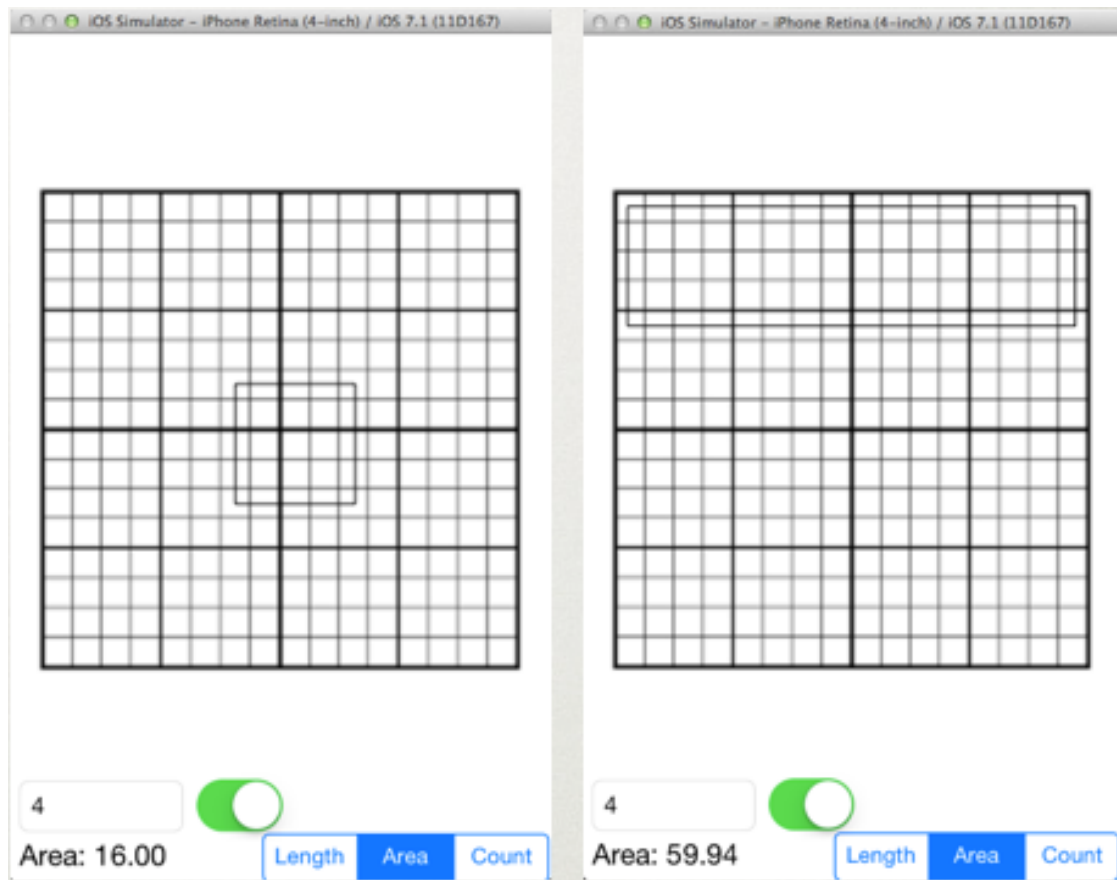 iOS Simulator – iPhone Retina (4-inch) / iOS 7.1 (11D167)
4
Area: 16.00
Length
Area
Count
iOS Simulator – iPhone Retina (4-inch) / iOS 7.1 (11D167)
4
Area: 59.94
Length
Area
Count